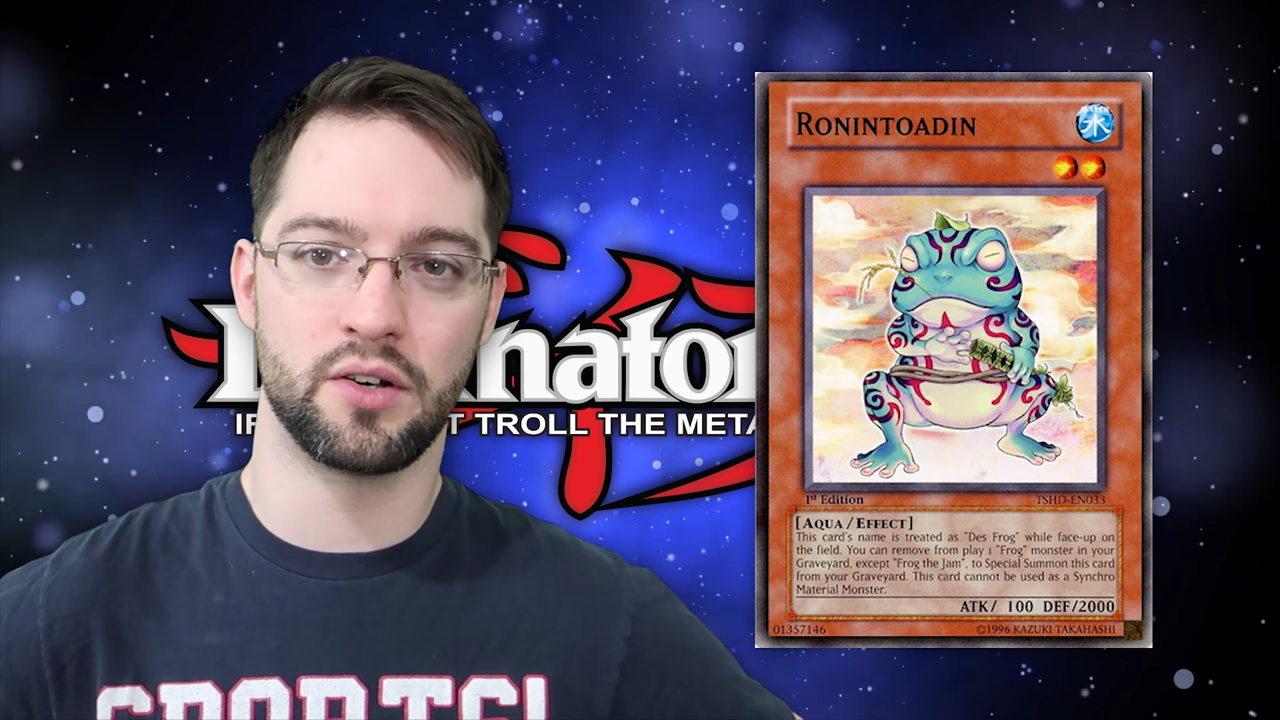 RONINTOADIN
水
1st Edition
TSHD-EN033
[AQUA/EFFECT]
This card's name is treated as "Des Frog" while face-up on
the field. You can remove from play 1 "Frog" monster in your
Graveyard, except "Frog the Jam", to Special Summon this card
from your Graveyard. This card cannot be used as a Synchro
Material Monster.
ATK/ 100 DEF/2000
01357146
©1996 KAZUKI TAKAHASHI
TROLL THE META
SPORTS!